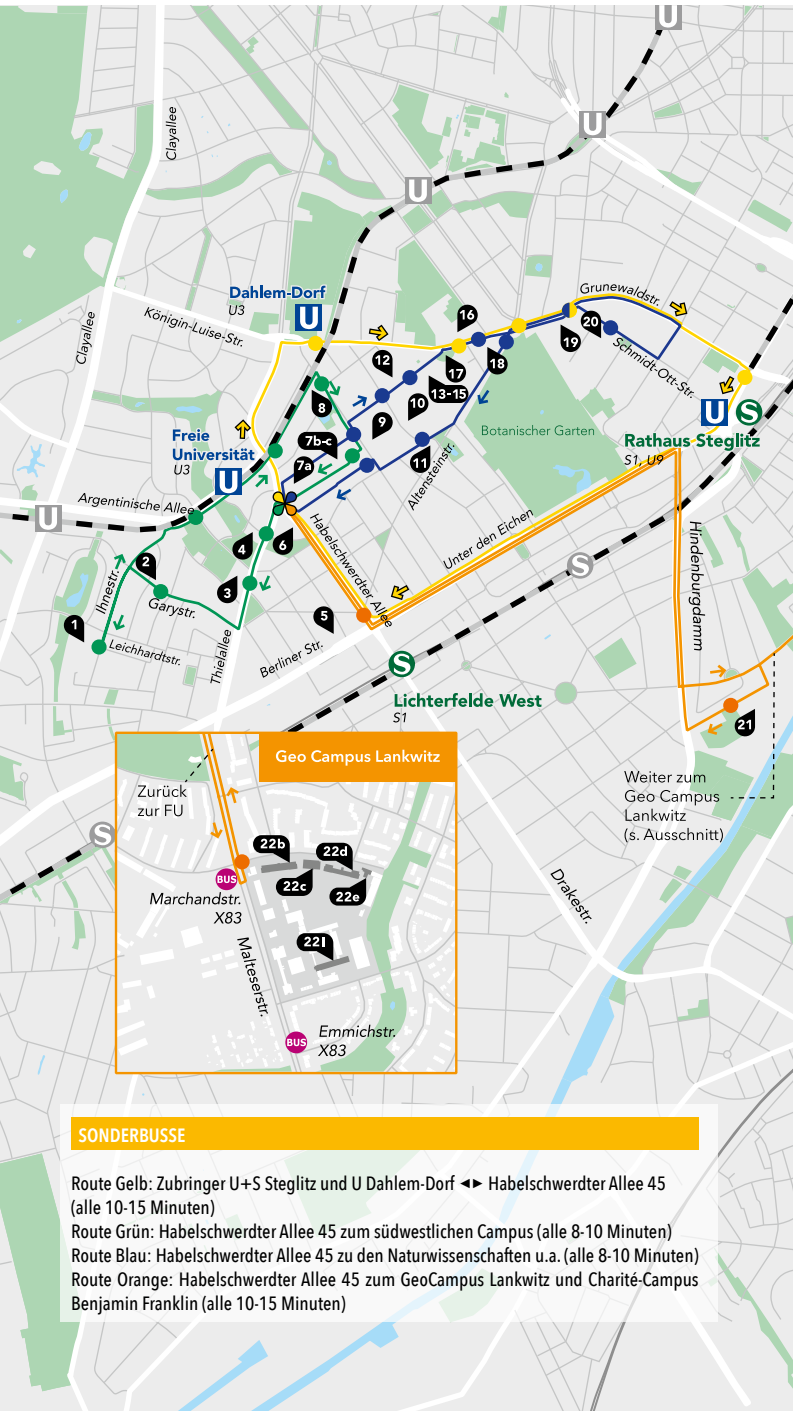 U
Clayallee
U
U
Dahlem-Dorf
U3
U
Königin-Luise-Str.
Clayallee
Grunewaldstr.
16
20
19
12
17
18
Schmidt-Ott-Str.
13-15
10
8
9
U
S
Freie
Universität
U3
U
7b-c
7a
11
Botanischer Garten
Altensteinstr.
Rathaus Steglitz
S1, U9
Argentinische Allee
U
4
6
Habelschwerdter Allee
Unter den Eichen
Hindenburgdamm
S
2
3
Ihnestr.
Garystr.
5
1
Leichhardtstr.
Thielallee
Berliner Str.
S
Lichterfelde West
S1
21
Geo Campus Lankwitz
Zurück
zur FU
Weiter zum
Geo Campus
Lankwitz
(s. Ausschnitt)
S
22b
22d
22c
22e
BUS
Marchandstr.
X83
Drakestr.
22l
Malteserstr.
BUS
Emmichstr.
X83
SONDERBUSSE
Route Gelb: Zubringer U+S Steglitz und U Dahlem-Dorf ◄► Habelschwerdter Allee 45
(alle 10-15 Minuten)
Route Grün: Habelschwerdter Allee 45 zum südwestlichen Campus (alle 8-10 Minuten)
Route Blau: Habelschwerdter Allee 45 zu den Naturwissenschaften u.a. (alle 8-10 Minuten)
Route Orange: Habelschwerdter Allee 45 zum GeoCampus Lankwitz und Charité-Campus
Benjamin Franklin (alle 10-15 Minuten)